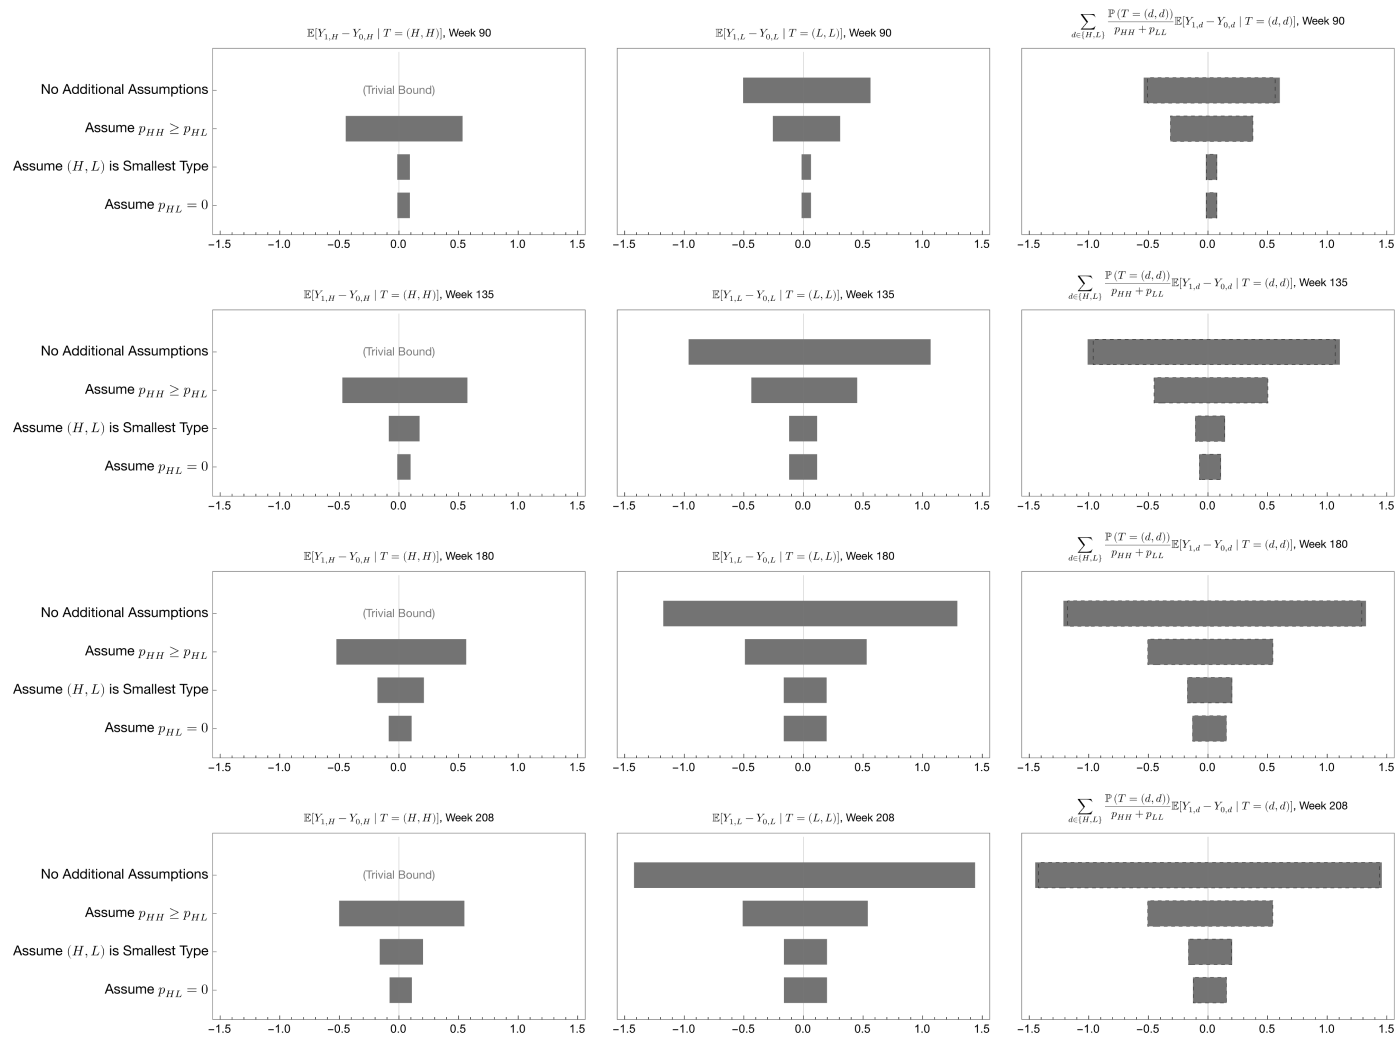 𝔼[Y_{1,H} − Y_{0,H} | T = (H, H)], Week 90
𝔼[Y_{1,L} − Y_{0,L} | T = (L, L)], Week 90
∑_{d∈{H,L}} ℙ(T = (d, d))/(p_{HH} + p_{LL}) 𝔼[Y_{1,d} − Y_{0,d} | T = (d, d)], Week 90
No Additional Assumptions
(Trivial Bound)
Assume p_{HH} ≥ p_{HL}
Assume (H, L) is Smallest Type
Assume p_{HL} = 0
−1.5 −1.0 −0.5 0.0 0.5 1.0 1.5
−1.5 −1.0 −0.5 0.0 0.5 1.0 1.5
−1.5 −1.0 −0.5 0.0 0.5 1.0 1.5
𝔼[Y_{1,H} − Y_{0,H} | T = (H, H)], Week 135
𝔼[Y_{1,L} − Y_{0,L} | T = (L, L)], Week 135
∑_{d∈{H,L}} ℙ(T = (d, d))/(p_{HH} + p_{LL}) 𝔼[Y_{1,d} − Y_{0,d} | T = (d, d)], Week 135
No Additional Assumptions
(Trivial Bound)
Assume p_{HH} ≥ p_{HL}
Assume (H, L) is Smallest Type
Assume p_{HL} = 0
−1.5 −1.0 −0.5 0.0 0.5 1.0 1.5
−1.5 −1.0 −0.5 0.0 0.5 1.0 1.5
−1.5 −1.0 −0.5 0.0 0.5 1.0 1.5
𝔼[Y_{1,H} − Y_{0,H} | T = (H, H)], Week 180
𝔼[Y_{1,L} − Y_{0,L} | T = (L, L)], Week 180
∑_{d∈{H,L}} ℙ(T = (d, d))/(p_{HH} + p_{LL}) 𝔼[Y_{1,d} − Y_{0,d} | T = (d, d)], Week 180
No Additional Assumptions
(Trivial Bound)
Assume p_{HH} ≥ p_{HL}
Assume (H, L) is Smallest Type
Assume p_{HL} = 0
−1.5 −1.0 −0.5 0.0 0.5 1.0 1.5
−1.5 −1.0 −0.5 0.0 0.5 1.0 1.5
−1.5 −1.0 −0.5 0.0 0.5 1.0 1.5
𝔼[Y_{1,H} − Y_{0,H} | T = (H, H)], Week 208
𝔼[Y_{1,L} − Y_{0,L} | T = (L, L)], Week 208
∑_{d∈{H,L}} ℙ(T = (d, d))/(p_{HH} + p_{LL}) 𝔼[Y_{1,d} − Y_{0,d} | T = (d, d)], Week 208
No Additional Assumptions
(Trivial Bound)
Assume p_{HH} ≥ p_{HL}
Assume (H, L) is Smallest Type
Assume p_{HL} = 0
−1.5 −1.0 −0.5 0.0 0.5 1.0 1.5
−1.5 −1.0 −0.5 0.0 0.5 1.0 1.5
−1.5 −1.0 −0.5 0.0 0.5 1.0 1.5